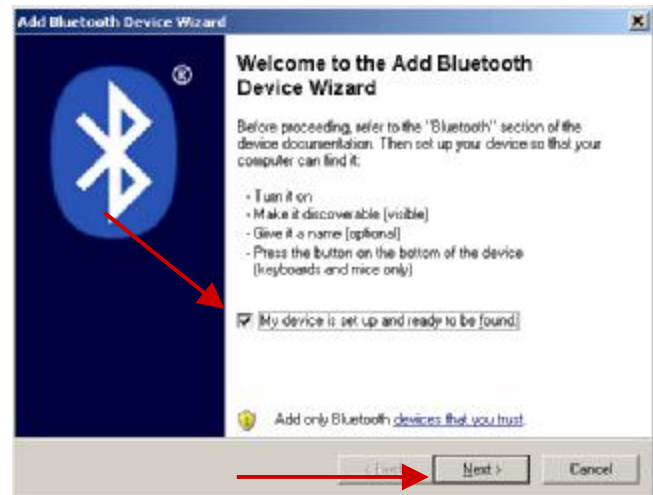 Add Bluetooth Device Wizard
®
Welcome to the Add Bluetooth
Device Wizard
Before proceeding, refer to the "Bluetooth" section of the
device documentation. Then set up your device so that your
computer can find it:
- Turn it on
- Make it discoverable (visible)
- Give it a name (optional)
- Press the button on the bottom of the device
(keyboards and mice only)
My device is set up and ready to be found.
Add only Bluetooth devices that you trust.
Next >
Cancel